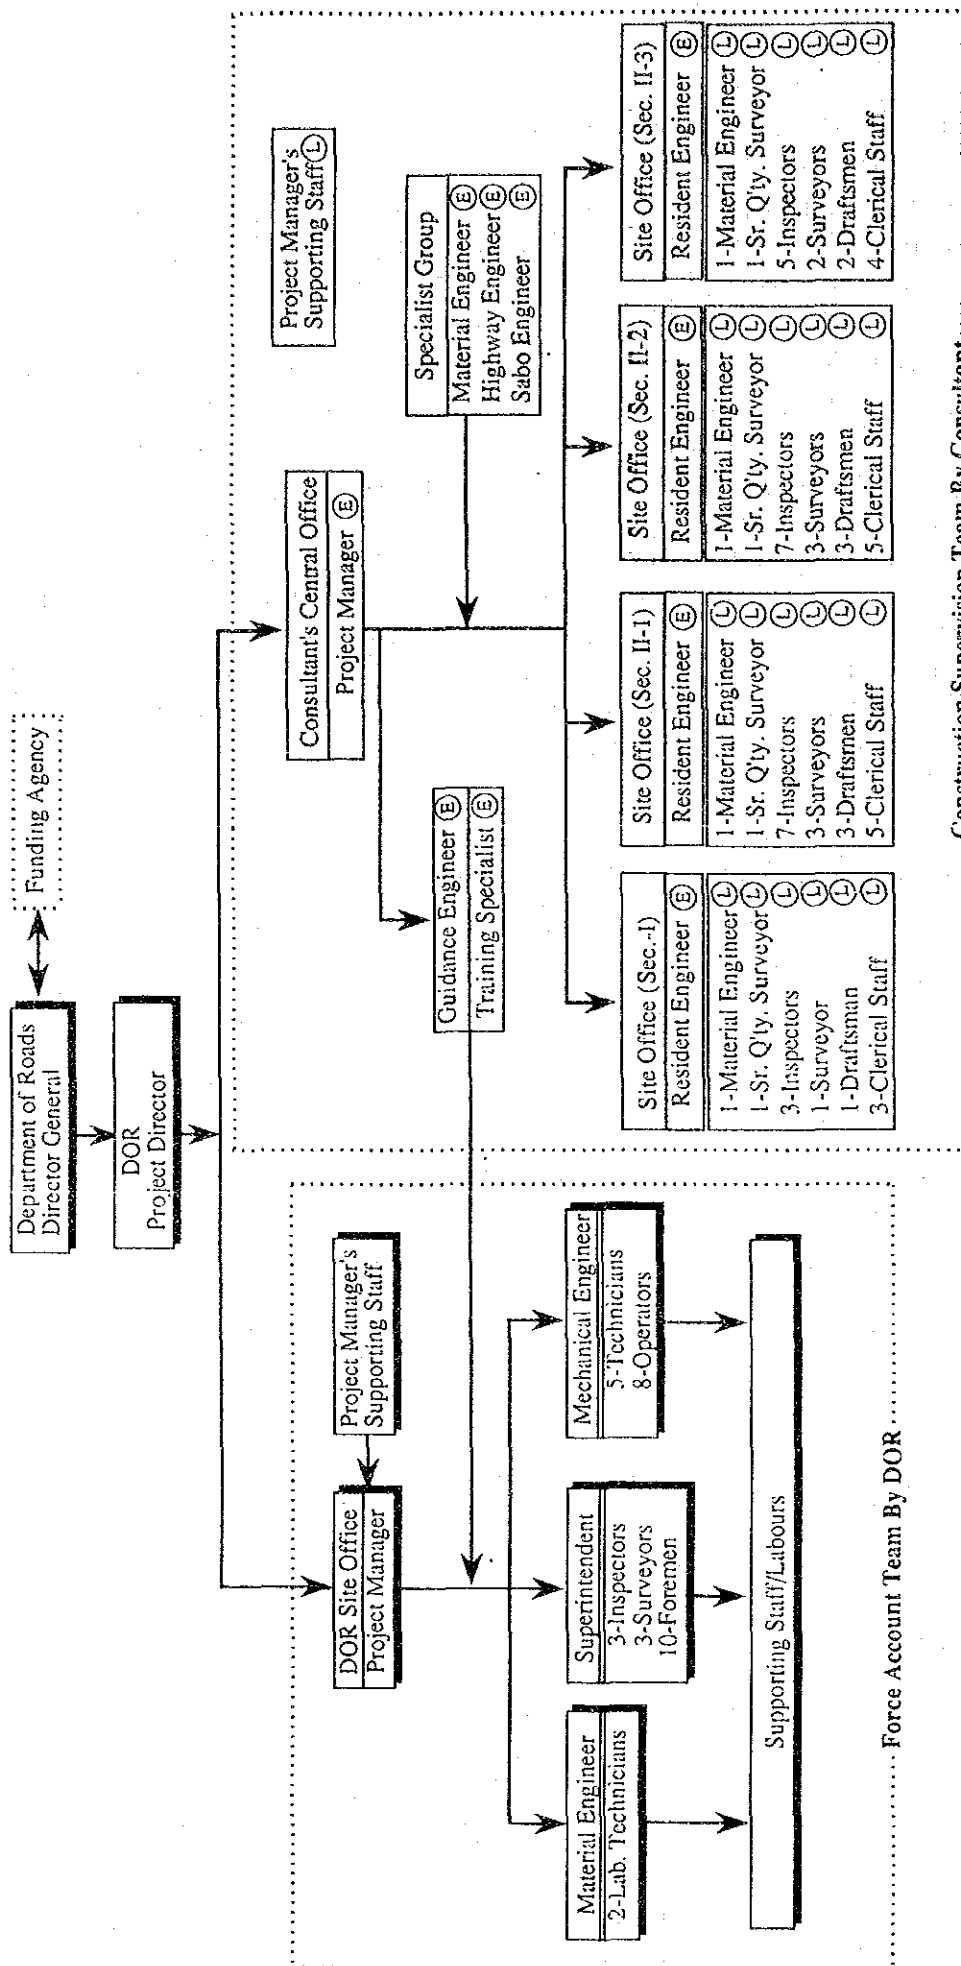 Department of Roads
Director General
Funding Agency
DOR
Project Director
DOR Site Office
Project Manager
Project Manager's
Supporting Staff
Material Engineer
2-Lab. Technicians
Superintendent
3-Inspectors
3-Surveyors
10-Foremen
Mechanical Engineer
5-Technicians
8-Operators
Supporting Staff/Labours
Force Account Team By DOR
Consultant's Central Office
Project Manager (E)
Project Manager's
Supporting Staff (L)
Guidance Engineer (E)
Training Specialist (E)
Specialist Group
Material Engineer (E)
Highway Engineer (E)
Sabo Engineer (E)
Site Office (Sec.-I)
Resident Engineer (E)
1-Material Engineer (L)
1-Sr. Q'ty. Surveyor (L)
3-Inspectors (L)
1-Surveyor (L)
1-Draftsman (L)
3-Clerical Staff (L)
Site Office (Sec. II-1)
Resident Engineer (E)
1-Material Engineer (L)
1-Sr. Q'ty. Surveyor (L)
7-Inspectors (L)
3-Surveyors (L)
3-Draftsmen (L)
5-Clerical Staff (L)
Site Office (Sec. II-2)
Resident Engineer (E)
1-Material Engineer (L)
1-Sr. Q'ty. Surveyor (L)
7-Inspectors (L)
3-Surveyors (L)
3-Draftsmen (L)
5-Clerical Staff (L)
Site Office (Sec. II-3)
Resident Engineer (E)
1-Material Engineer (L)
1-Sr. Q'ty. Surveyor (L)
5-Inspectors (L)
2-Surveyors (L)
2-Draftsmen (L)
4-Clerical Staff (L)
Construction Supervision Team By Consultant